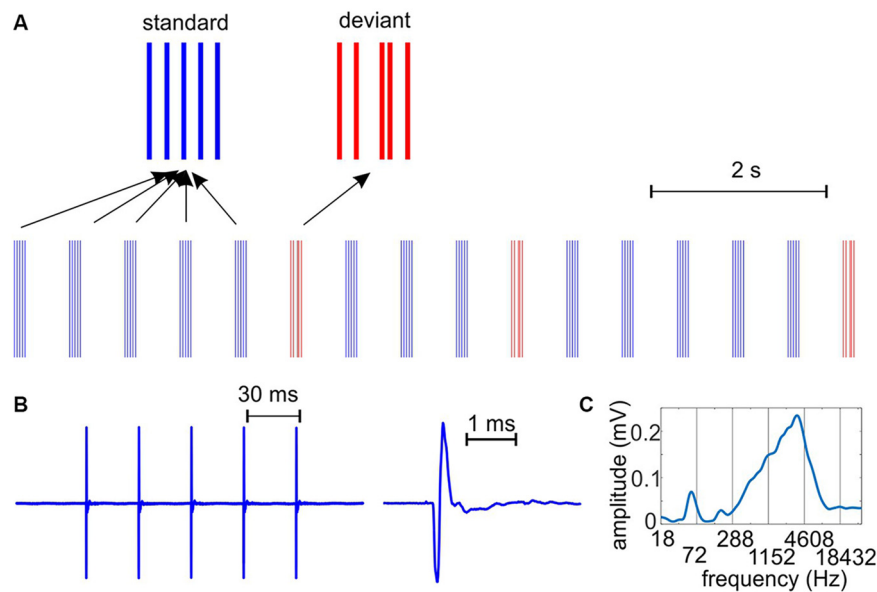 A
standard
deviant
2 s
B
30 ms
1 ms
C
amplitude (mV)
0.2
0.1
0
18
288
4608
72
1152
18432
frequency (Hz)